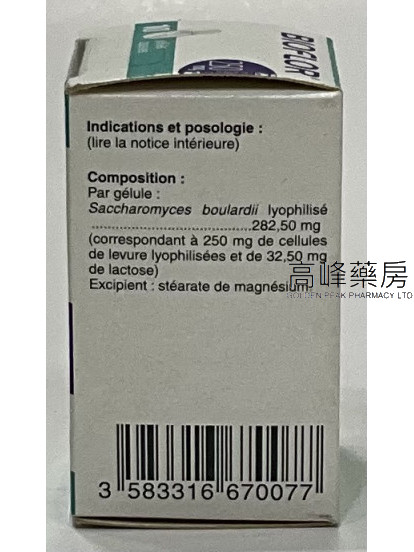 BIOFLOR
Indications et posologie :
(lire la notice intérieure)
Composition :
Par gélule :
Saccharomyces boulardii lyophilisé
..........................................282,50 mg
(correspondant à 250 mg de cellules
de levure lyophilisées et de 32,50 mg
de lactose)
Excipient : stéarate de magnésium
高峰藥房
GOLDEN PEAK PHARMACY LTD
3 583316 670077